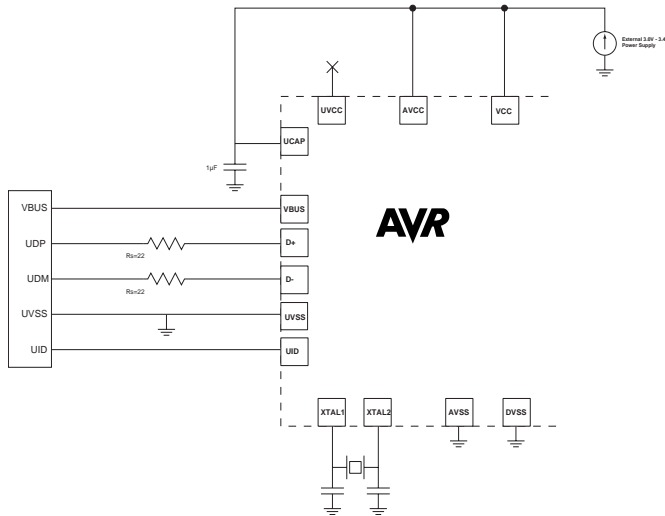 External 3.0V - 3.4
Power Supply
UVCC
AVCC
VCC
UCAP
1µF
VBUS
VBUS
AVR
UDP
D+
Rs=22
UDM
D-
Rs=22
UVSS
UVSS
UID
UID
XTAL1
XTAL2
AVSS
DVSS